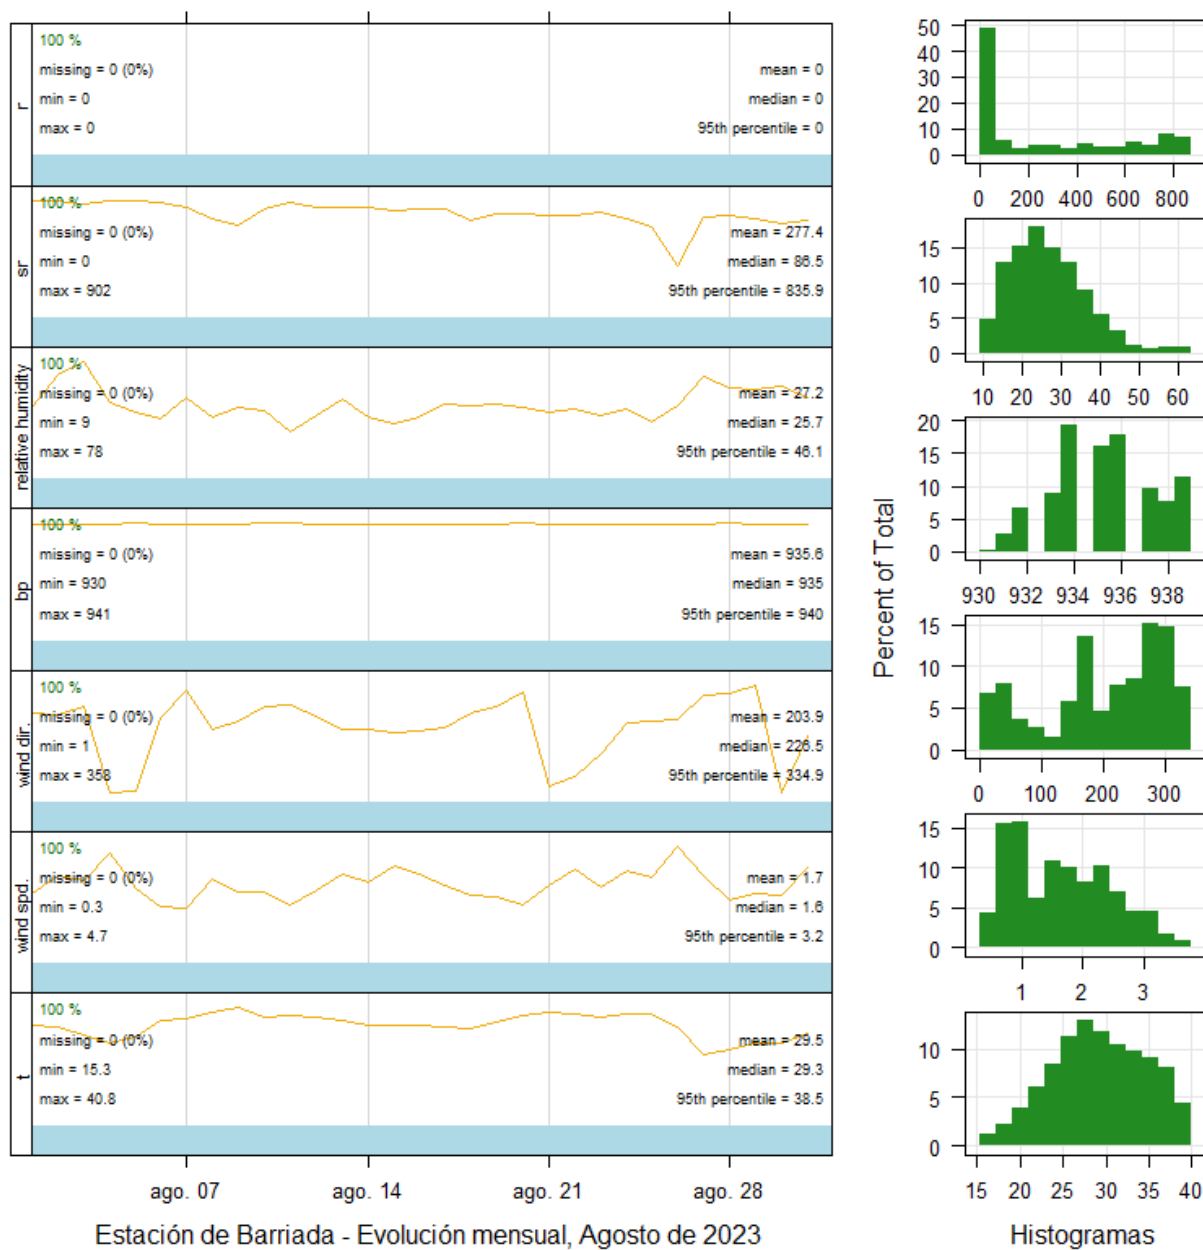 r
100 %
missing = 0 (0%)
min = 0
max = 0
mean = 0
median = 0
95th percentile = 0
sr
100 %
missing = 0 (0%)
min = 0
max = 902
mean = 277.4
median = 86.5
95th percentile = 835.9
relative humidity
100 %
missing = 0 (0%)
min = 9
max = 78
mean = 27.2
median = 25.7
95th percentile = 46.1
bp
100 %
missing = 0 (0%)
min = 930
max = 941
mean = 935.6
median = 935
95th percentile = 940
wind dir.
100 %
missing = 0 (0%)
min = 1
max = 358
mean = 203.9
median = 226.5
95th percentile = 334.9
wind spd.
100 %
missing = 0 (0%)
min = 0.3
max = 4.7
mean = 1.7
median = 1.6
95th percentile = 3.2
t
100 %
missing = 0 (0%)
min = 15.3
max = 40.8
mean = 29.5
median = 29.3
95th percentile = 38.5
ago. 07 ago. 14 ago. 21 ago. 28
Estación de Barriada - Evolución mensual, Agosto de 2023
Percent of Total
50
40
30
20
10
0
0 200 400 600 800
15
10
5
0
10 20 30 40 50 60
20
15
10
5
0
930 932 934 936 938
15
10
5
0
0 100 200 300
15
10
5
0
1 2 3
10
5
0
15 20 25 30 35 40
Histogramas